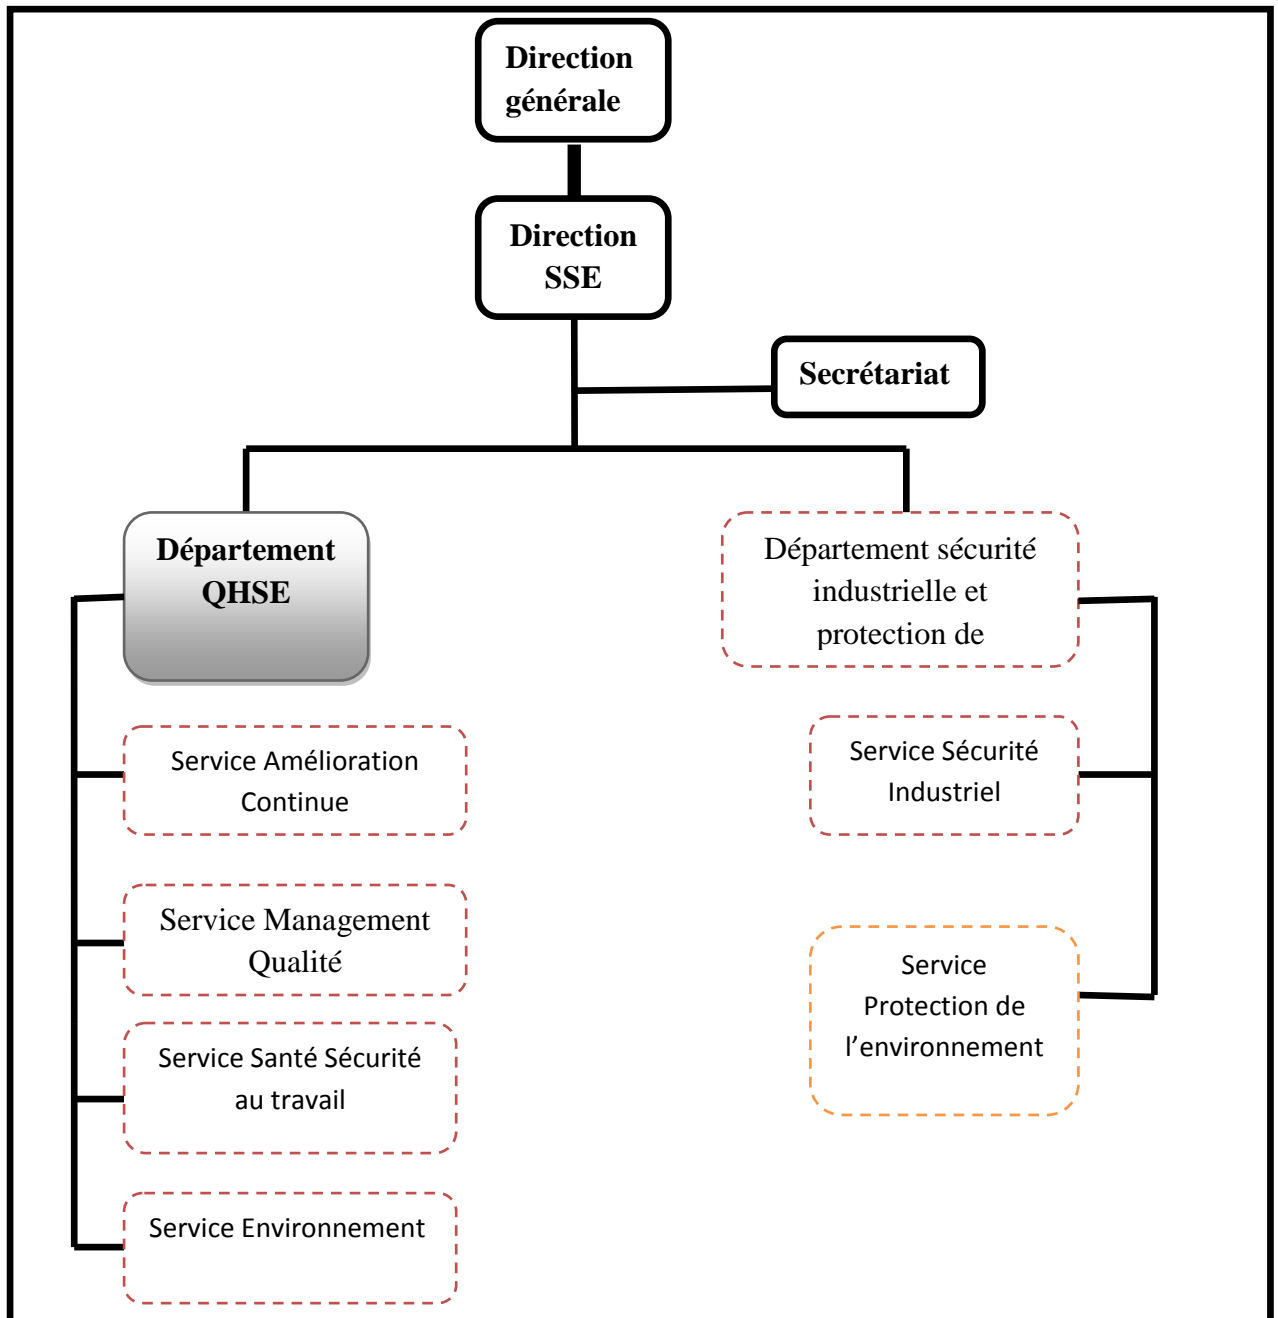 Direction
générale
Direction
SSE
Secrétariat
Département
QHSE
Département sécurité
industrielle et
protection de
Service Amélioration
Continue
Service Sécurité
Industriel
Service Management
Qualité
Service
Protection de
l’environnement
Service Santé Sécurité
au travail
Service Environnement